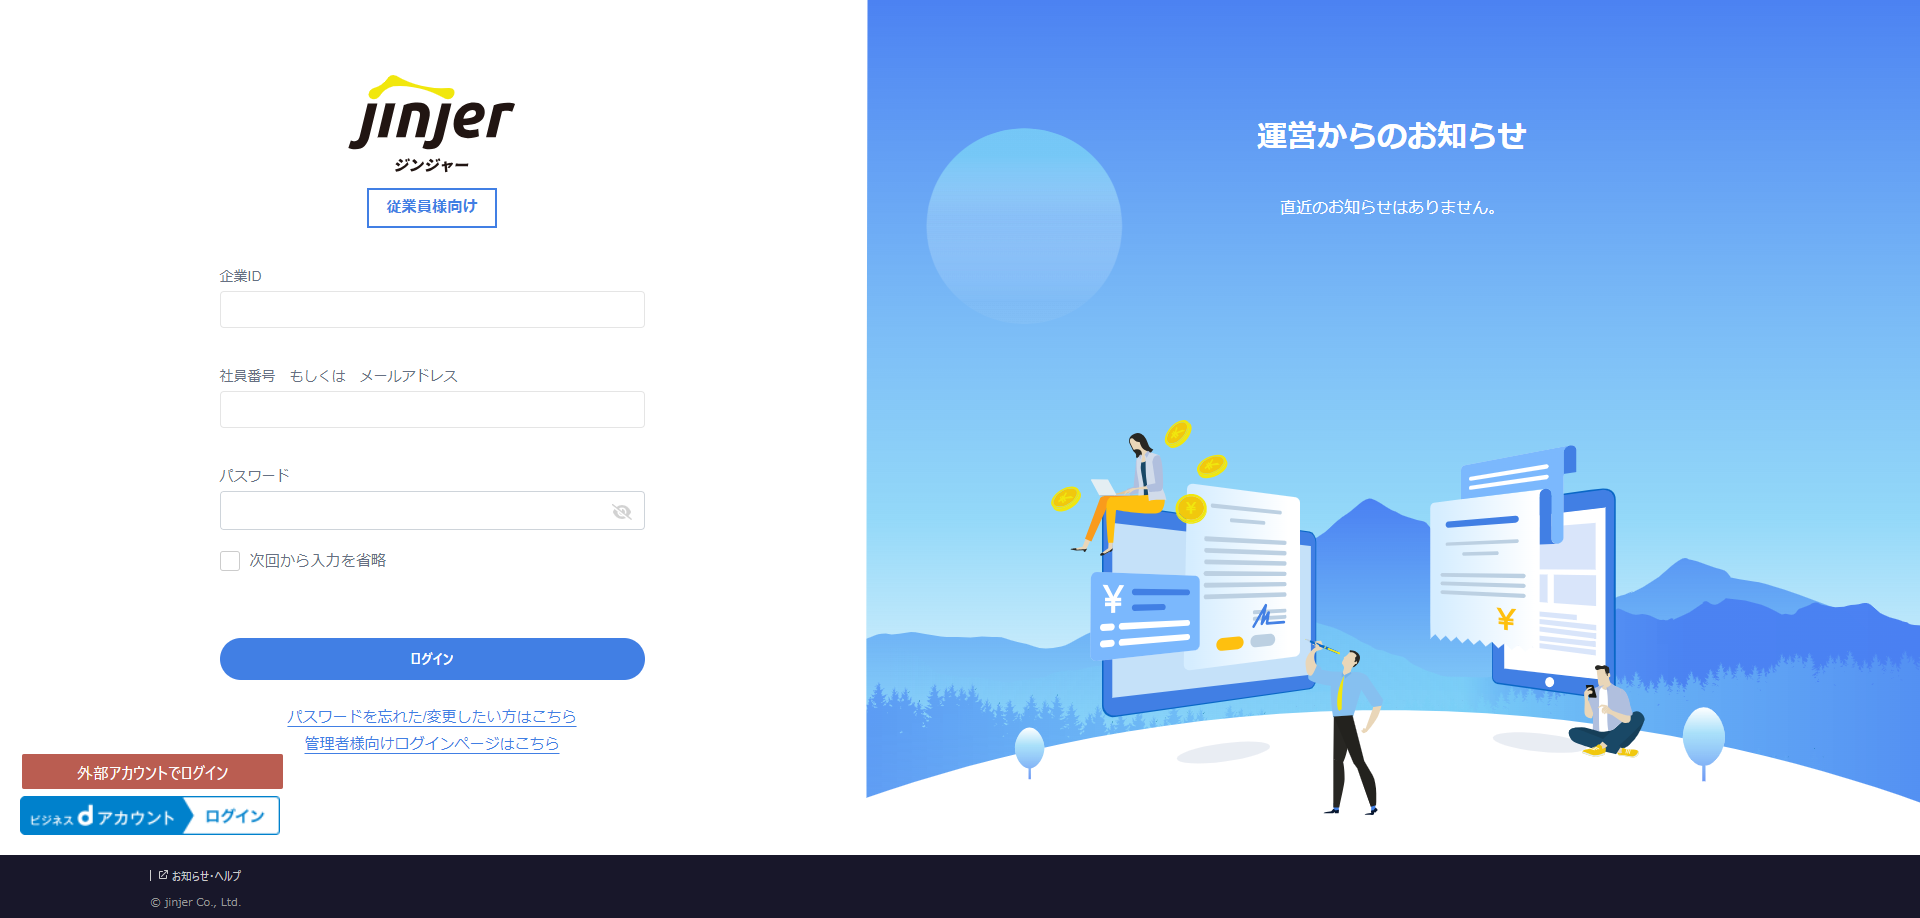 jinjer
ジンジャー
従業員様向け
企業ID
社員番号　もしくは　メールアドレス
パスワード
次回から入力を省略
ログイン
パスワードを忘れた/変更したい方はこちら
管理者様向けログインページはこちら
外部アカウントでログイン
ビジネスdアカウント ログイン
運営からのお知らせ
直近のお知らせはありません。
¥
¥
お知らせ・ヘルプ
© jinjer Co., Ltd.